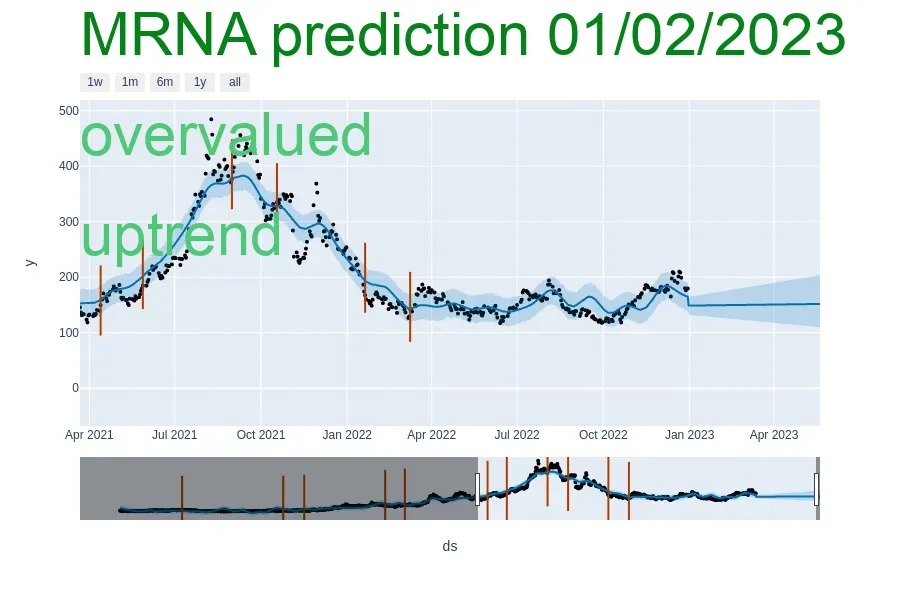 MRNA prediction 01/02/2023
1w 1m 6m 1y all
500
overvalued
400
300
uptrend
y
200
100
0
Apr 2021 Jul 2021 Oct 2021 Jan 2022 Apr 2022 Jul 2022 Oct 2022 Jan 2023 Apr 2023
ds